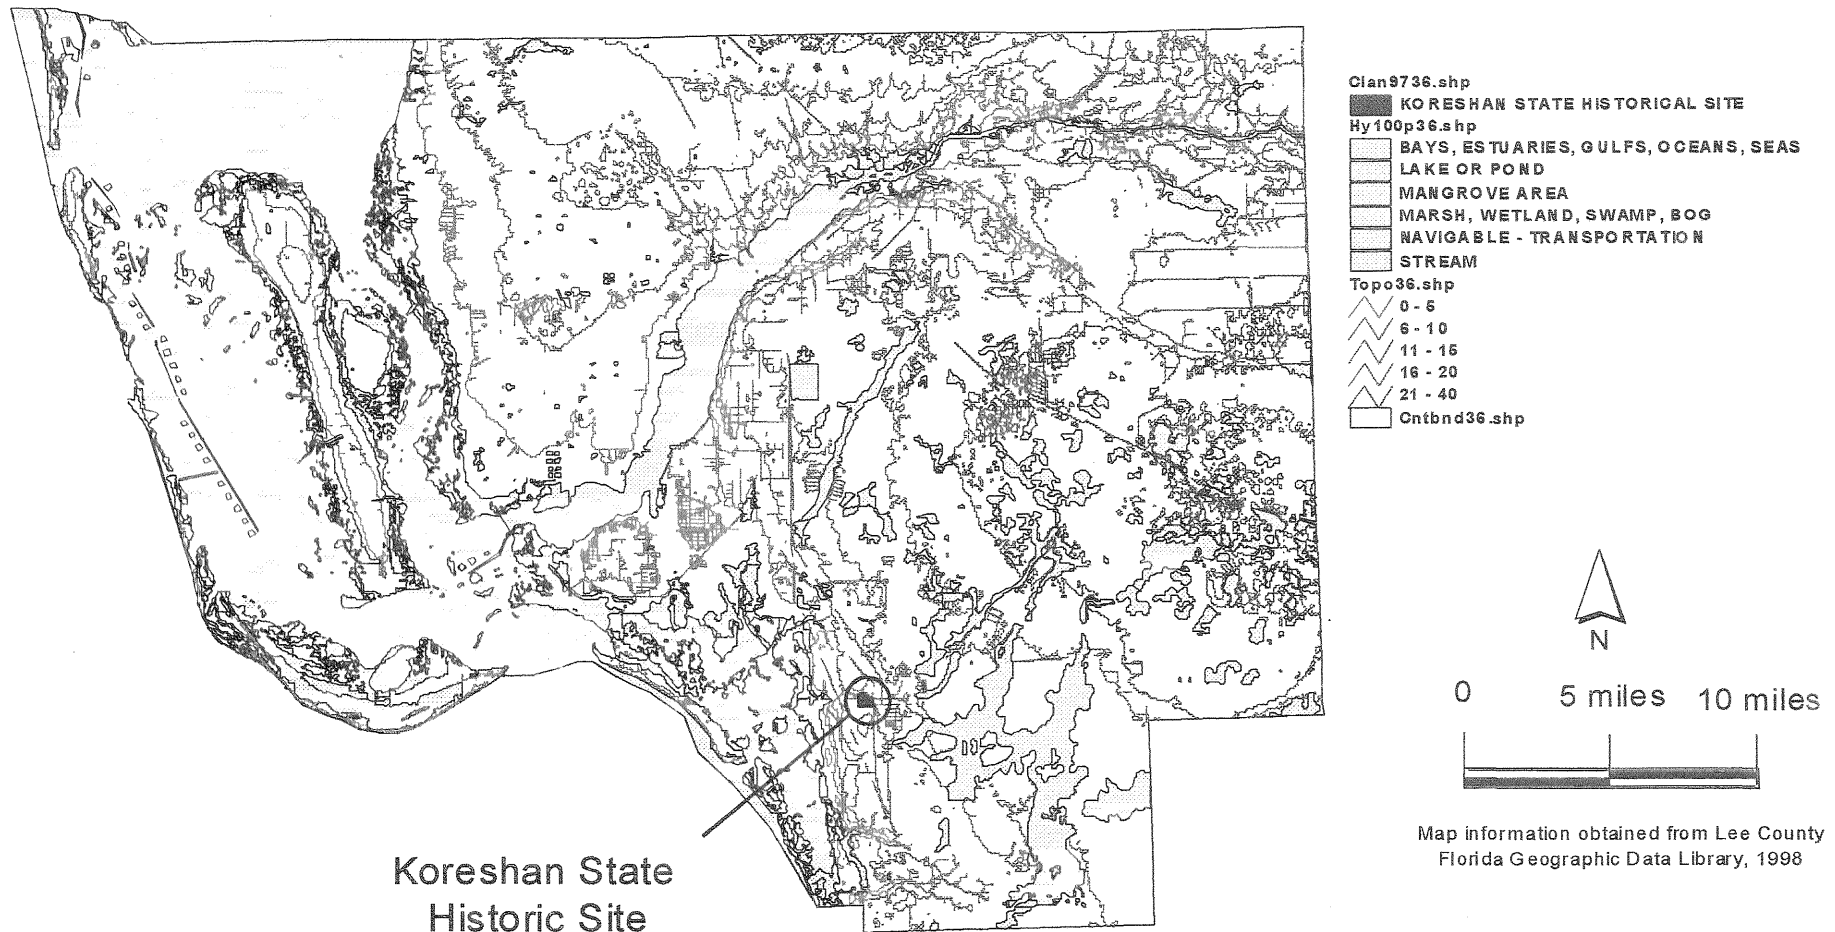 Clan9736.shp
KORESHAN STATE HISTORICAL SITE
Hy100p36.shp
BAYS, ESTUARIES, GULFS, OCEANS, SEAS
LAKE OR POND
MANGROVE AREA
MARSH, WETLAND, SWAMP, BOG
NAVIGABLE - TRANSPORTATION
STREAM
Topo36.shp
0 - 5
6 - 10
11 - 15
16 - 20
21 - 40
Cntbnd36.shp
N
0 5 miles 10 miles
Map information obtained from Lee County
Florida Geographic Data Library, 1998
Koreshan State
Historic Site